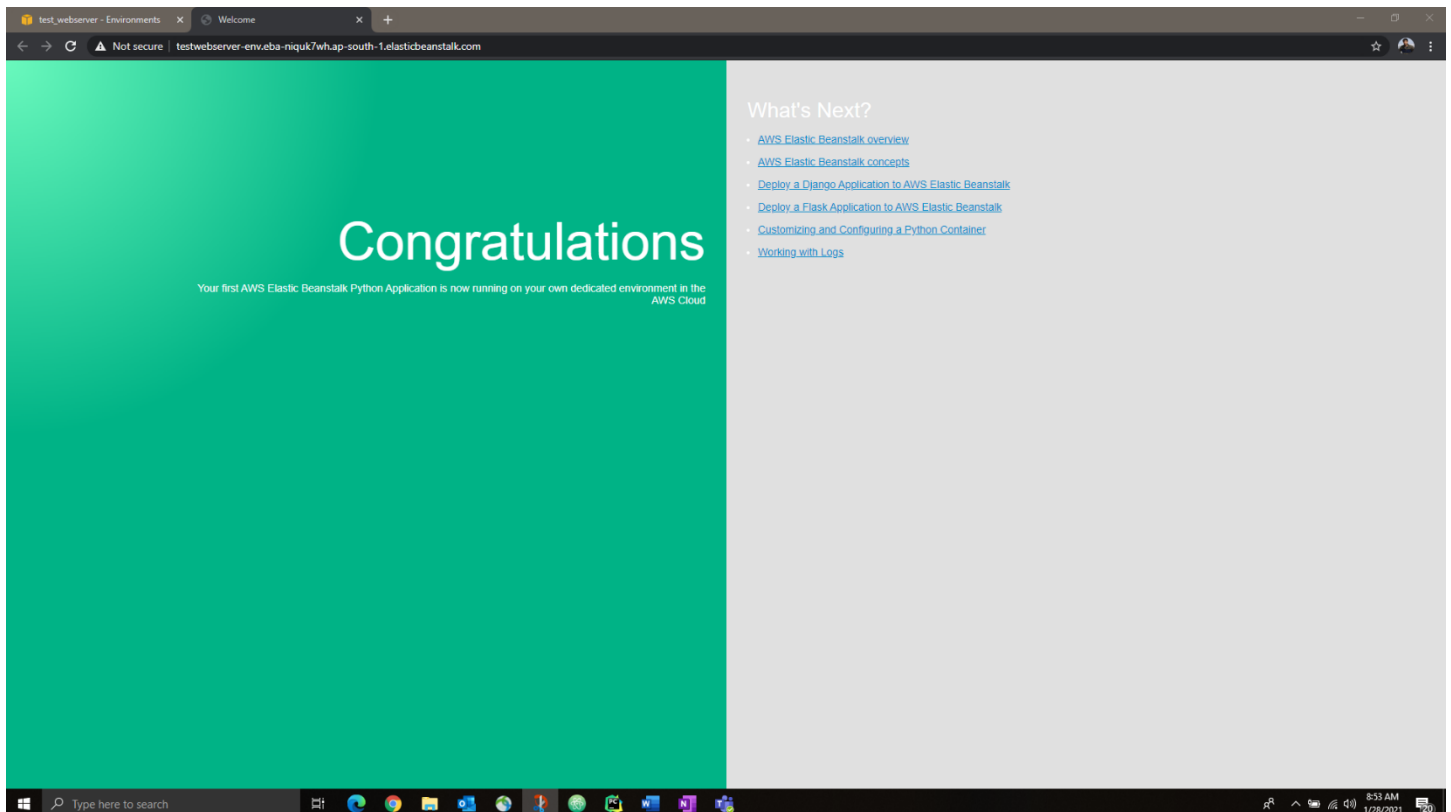 test_webserver - Environments
Welcome
Not secure
testwebserver-env.eba-niquk7wh.ap-south-1.elasticbeanstalk.com
Congratulations
Your first AWS Elastic Beanstalk Python Application is now running on your own dedicated environment in the
AWS Cloud
What's Next?
AWS Elastic Beanstalk overview
AWS Elastic Beanstalk concepts
Deploy a Django Application to AWS Elastic Beanstalk
Deploy a Flask Application to AWS Elastic Beanstalk
Customizing and Configuring a Python Container
Working with Logs
Type here to search
8:53 AM
1/28/2021
20